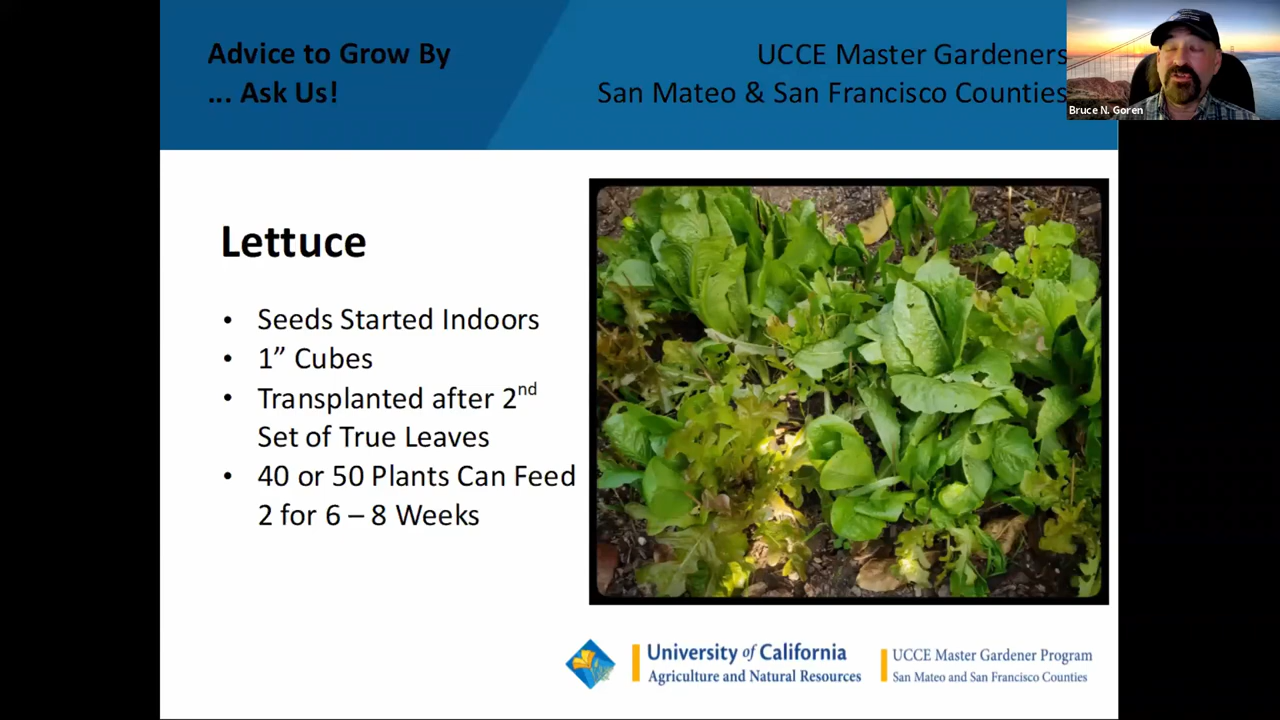 Advice to Grow By
... Ask Us!
UCCE Master Gardeners
San Mateo & San Francisco Counties
Bruce N. Goren
Lettuce
• Seeds Started Indoors
• 1” Cubes
• Transplanted after 2nd
Set of True Leaves
• 40 or 50 Plants Can Feed
2 for 6 – 8 Weeks
University of California
Agriculture and Natural Resources
UCCE Master Gardener Program
San Mateo and San Francisco Counties